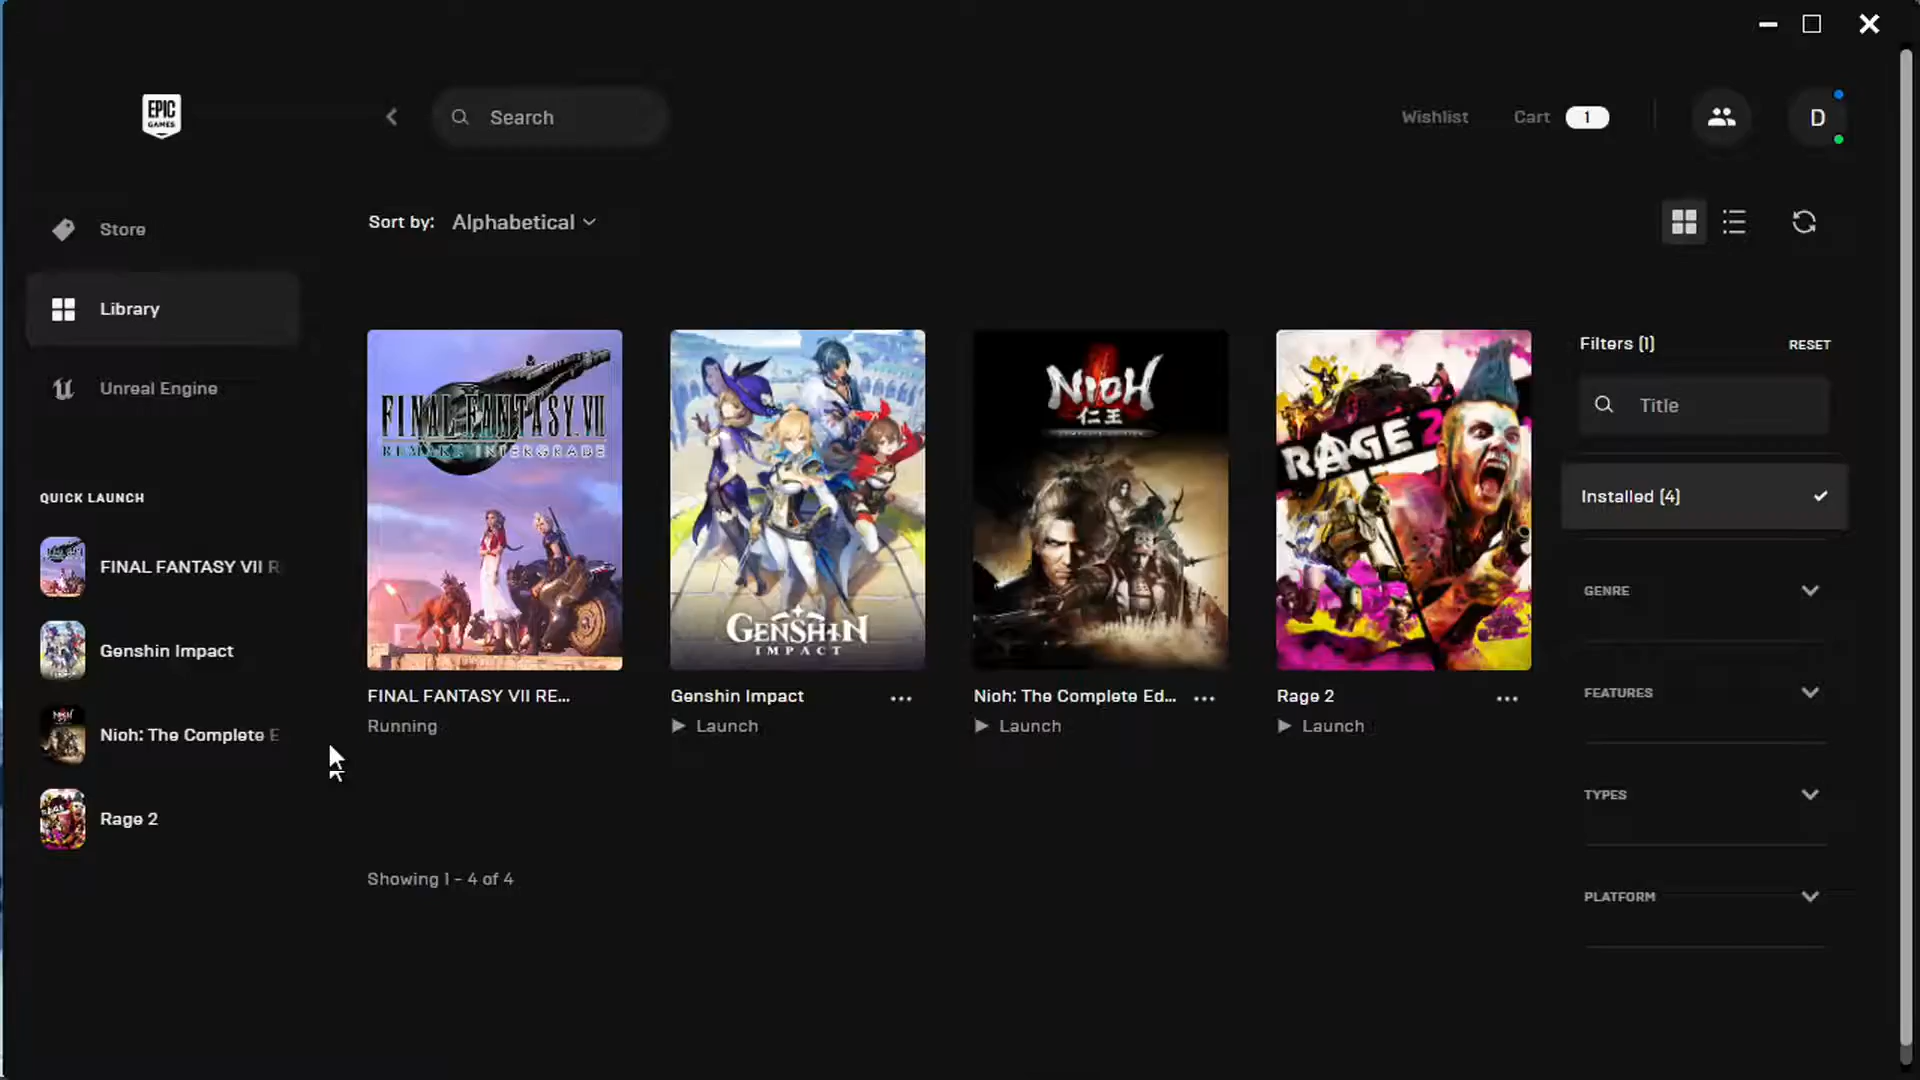 EPIC
GAMES
Search
Wishlist
Cart
1
D
Store
Sort by:
Alphabetical
Library
Unreal Engine
FINAL FANTASY VII
REMAKE INTERGRADE
GENSHIN
IMPACT
NIOH
仁王
RAGE 2
Filters (1)
RESET
Title
Installed (4)
QUICK LAUNCH
FINAL FANTASY VII R
Genshin Impact
Nioh: The Complete E
Rage 2
FINAL FANTASY VII RE...
Running
Genshin Impact
Launch
Nioh: The Complete Ed...
Launch
Rage 2
Launch
GENRE
FEATURES
TYPES
PLATFORM
Showing 1 - 4 of 4